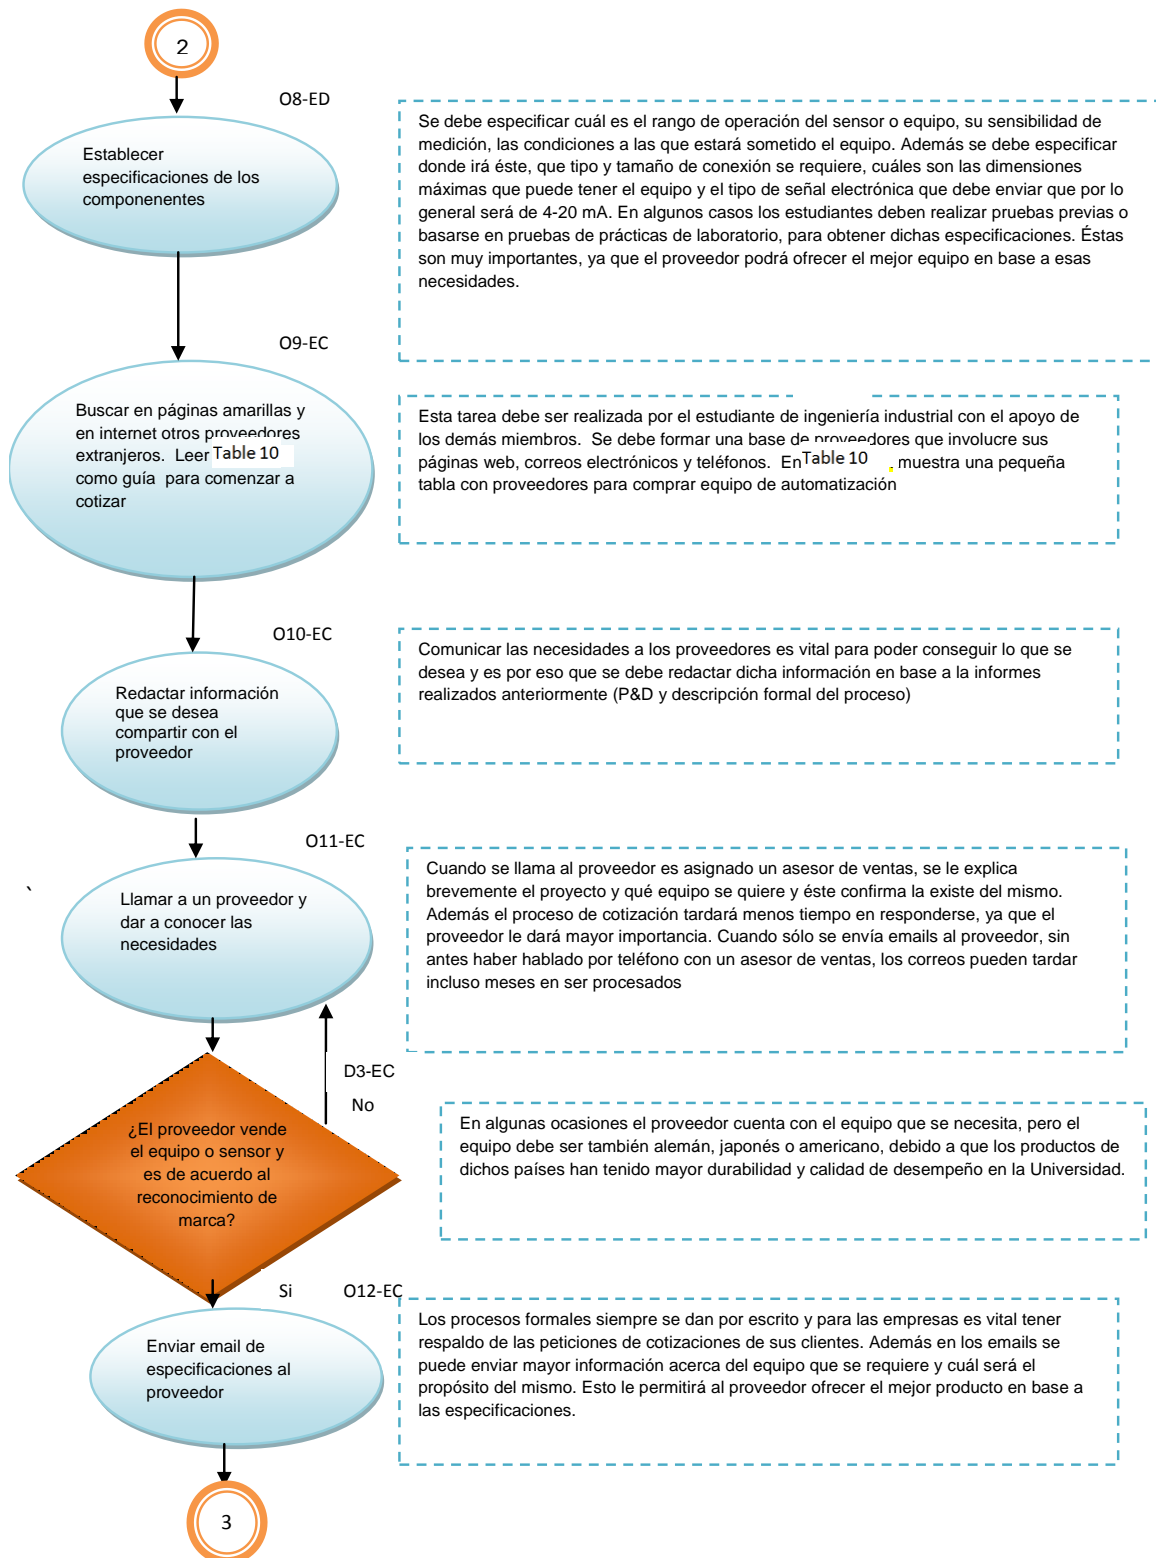 2
O8-ED
Establecer
especificaciones de los
componenentes
Se debe especificar cuál es el rango de operación del sensor o equipo, su sensibilidad de
medición, las condiciones a las que estará sometido el equipo. Además se debe especificar
donde irá éste, que tipo y tamaño de conexión se requiere, cuáles son las dimensiones
máximas que puede tener el equipo y el tipo de señal electrónica que debe enviar que por lo
general será de 4-20 mA. En algunos casos los estudiantes deben realizar pruebas previas o
basarse en pruebas de prácticas de laboratorio, para obtener dichas especificaciones. Éstas
son muy importantes, ya que el proveedor podrá ofrecer el mejor equipo en base a esas
necesidades.
O9-EC
Buscar en páginas amarillas y
en internet otros proveedores
extranjeros. Leer Table 10
como guía para comenzar a
cotizar
Esta tarea debe ser realizada por el estudiante de ingeniería industrial con el apoyo de
los demás miembros. Se debe formar una base de proveedores que involucre sus
páginas web, correos electrónicos y teléfonos. En Table 10 muestra una pequeña
tabla con proveedores para comprar equipo de automatización
O10-EC
Redactar información
que se desea
compartir con el
proveedor
Comunicar las necesidades a los proveedores es vital para poder conseguir lo que se
desea y es por eso que se debe redactar dicha información en base a la informes
realizados anteriormente (P&D y descripción formal del proceso)
O11-EC
Llamar a un proveedor y
dar a conocer las
necesidades
`
Cuando se llama al proveedor es asignado un asesor de ventas, se le explica
brevemente el proyecto y qué equipo se quiere y éste confirma la existe del mismo.
Además el proceso de cotización tardará menos tiempo en responderse, ya que el
proveedor le dará mayor importancia. Cuando sólo se envía emails al proveedor, sin
antes haber hablado por teléfono con un asesor de ventas, los correos pueden tardar
incluso meses en ser procesados
D3-EC
No
¿El proveedor vende
el equipo o sensor y
es de acuerdo al
reconocimiento de
marca?
En algunas ocasiones el proveedor cuenta con el equipo que se necesita, pero el
equipo debe ser también alemán, japonés o americano, debido a que los productos de
dichos países han tenido mayor durabilidad y calidad de desempeño en la Universidad.
Si
O12-EC
Enviar email de
especificaciones al
proveedor
Los procesos formales siempre se dan por escrito y para las empresas es vital tener
respaldo de las peticiones de cotizaciones de sus clientes. Además en los emails se
puede enviar mayor información acerca del equipo que se requiere y cuál será el
propósito del mismo. Esto le permitirá al proveedor ofrecer el mejor producto en base a
las especificaciones.
3